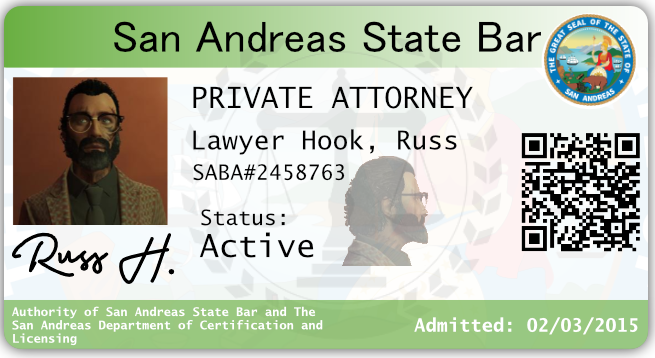 San Andreas State Bar
THE GREAT SEAL OF THE STATE OF
SAN ANDREAS
PRIVATE ATTORNEY
Lawyer Hook, Russ
SABA#2458763
Status:
Active
Russ H.
Authority of San Andreas State Bar and The
San Andreas Department of Certification and
Licensing
Admitted: 02/03/2015